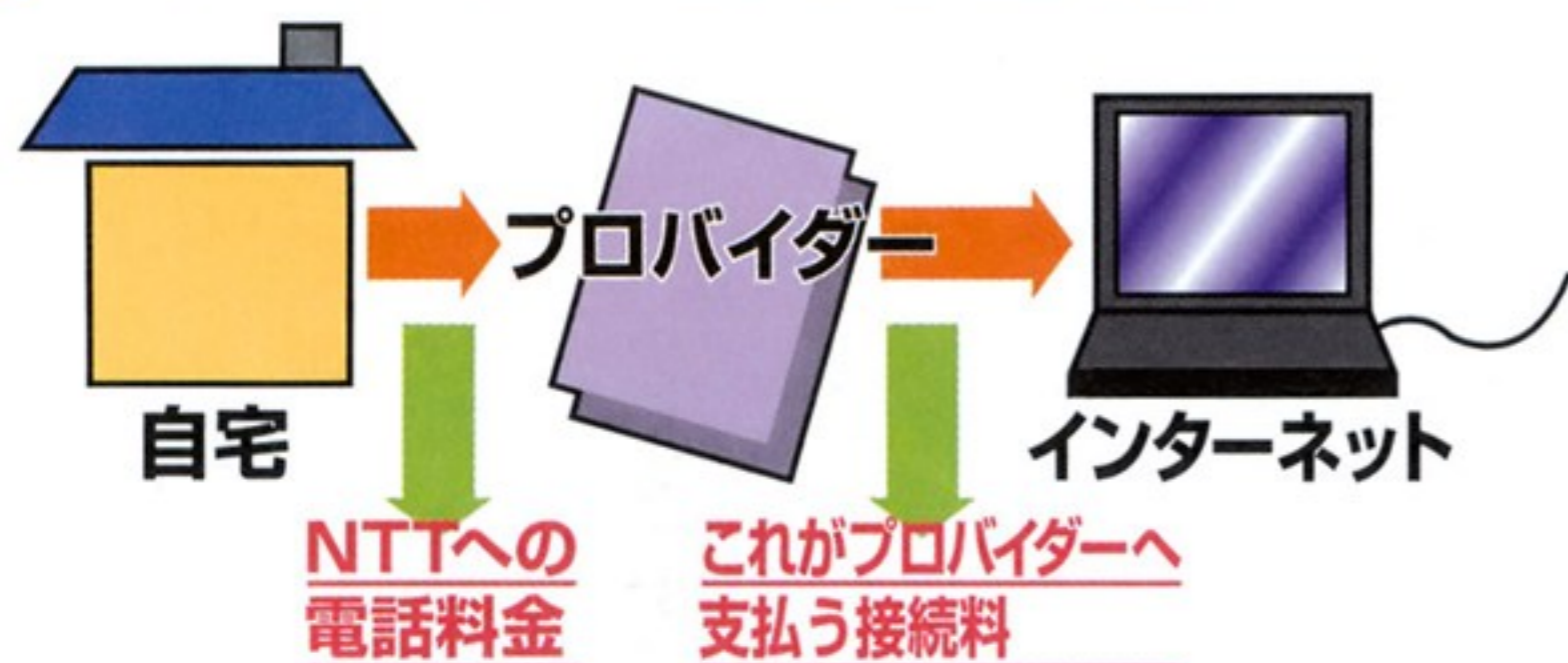 プロバイダー
自宅
インターネット
NTTへの
電話料金
これがプロバイダーへ
支払う接続料